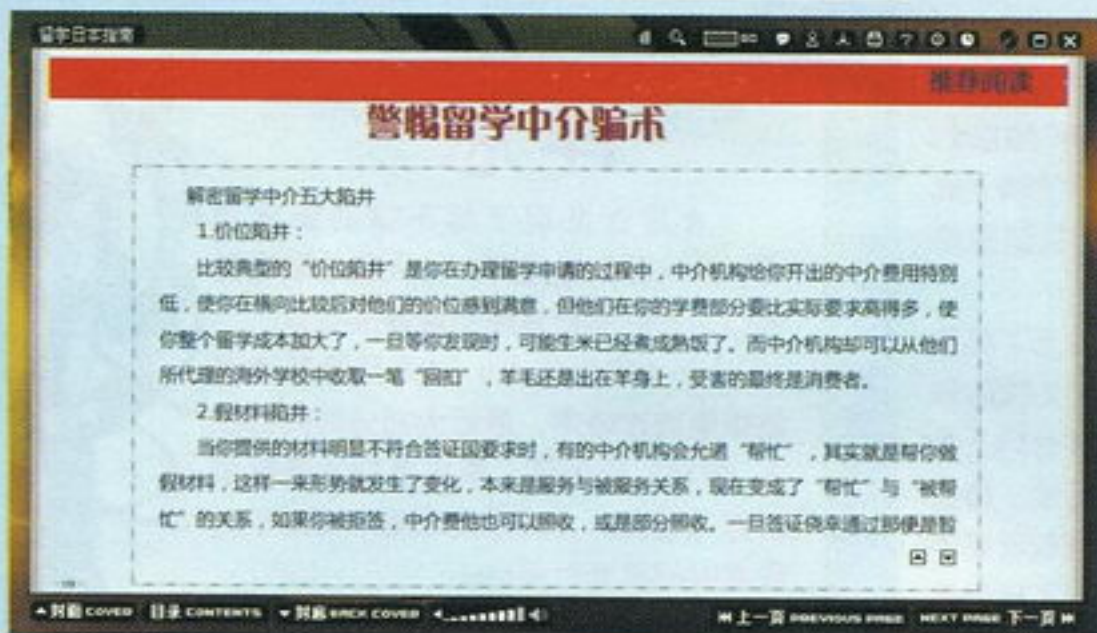 留学日本指南
推荐阅读
警惕留学中介骗术
解密留学中介五大陷井
1.价位陷井：
比较典型的“价位陷井”是你在办理留学申请的过程中，中介机构给你开出的中介费用特别
低，使你在横向比较后对他们的价位感到满意，但他们在你的学费部分要比实际要求高得多，使
你整个留学成本加大了，一旦等你发现时，可能生米已经煮成熟饭了。而中介机构却可以从他们
所代理的海外学校中收取一笔“回扣”，羊毛还是出在羊身上，受害的最终是消费者。
2.假材料陷井：
当你提供的材料明显不符合签证国要求时，有的中介机构会允诺“帮忙”，其实就是帮你做
假材料，这样一来形势就发生了变化，本来是服务与被服务关系，现在变成了“帮忙”与“被帮
忙”的关系，如果你被拒签，中介费他也可以照收，或是部分照收。一旦签证侥幸通过那便是皆
封面 COVER 目录 CONTENTS 封底 BACK COVER 上一页 PREVIOUS PAGE NEXT PAGE 下一页